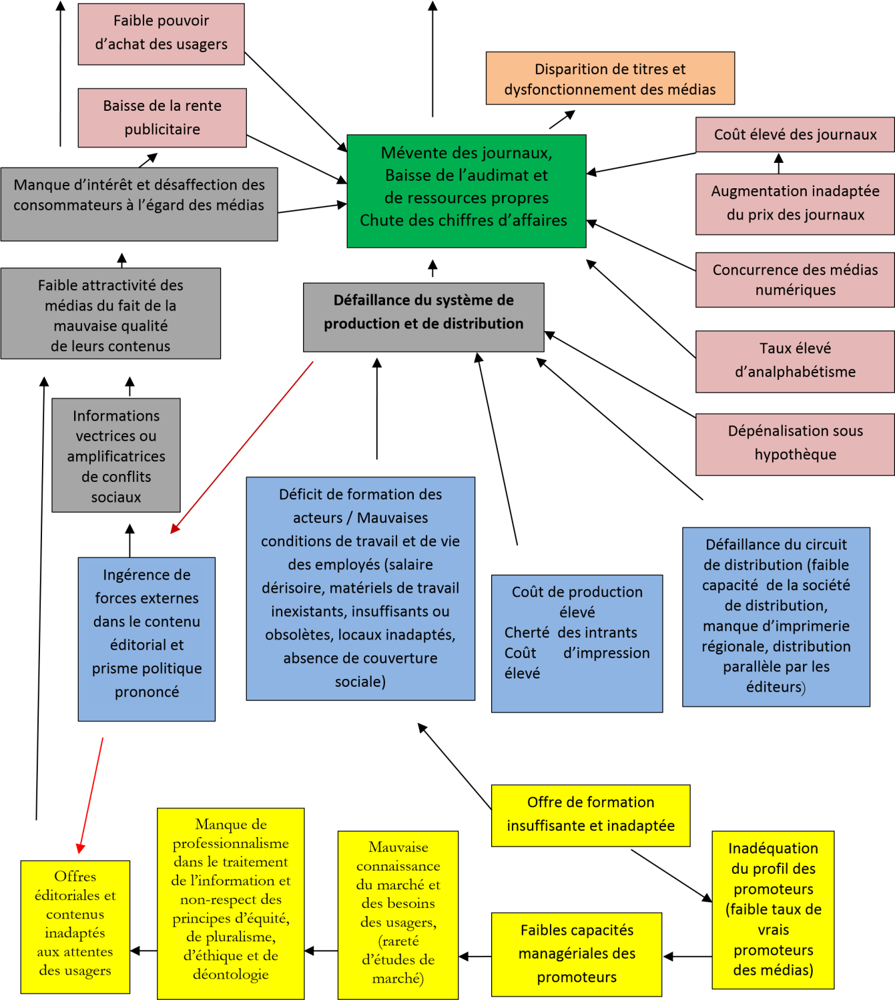 Faible pouvoir
d’achat des usagers
Disparition de titres et
dysfonctionnement des médias
Baisse de la rente
publicitaire
Coût élevé des journaux
Mévente des journaux,
Baisse de l’audimat et
de ressources propres
Chute des chiffres d’affaires
Manque d’intérêt et désaffection des
consommateurs à l’égard des médias
Augmentation inadaptée
du prix des journaux
Concurrence des médias
numériques
Faible attractivité des
médias du fait de la
mauvaise qualité
de leurs contenus
Défaillance du système de
production et de distribution
Taux élevé
d’analphabétisme
Informations
vectrices ou
amplificatrices
de conflits
sociaux
Dépénalisation sous
hypothèque
Déficit de formation des
acteurs / Mauvaises
conditions de travail et de vie
des employés (salaire
dérisoire, matériels de travail
inexistants, insuffisants ou
obsolètes, locaux inadaptés,
absence de couverture
sociale)
Défaillance du circuit
de distribution (faible
capacité de la société
de distribution,
manque d’imprimerie
régionale, distribution
parallèle par les
éditeurs)
Ingérence de
forces externes
dans le contenu
éditorial et
prisme politique
prononcé
Coût de production
élevé
Cherté des intrants
Coût d’impression
élevé
Offre de formation
insuffisante et inadaptée
Manque de
professionnalisme
dans le traitement
de l’information et
non-respect des
principes d’équité,
de pluralisme,
d’éthique et de
déontologie
Mauvaise
connaissance
du marché et
des besoins
des usagers,
(rareté
d’études de
marché)
Inadéquation
du profil des
promoteurs
(faible taux de
vrais
promoteurs
des médias)
Offres
éditoriales et
contenus
inadaptés
aux attentes
des usagers
Faibles capacités
managériales des
promoteurs